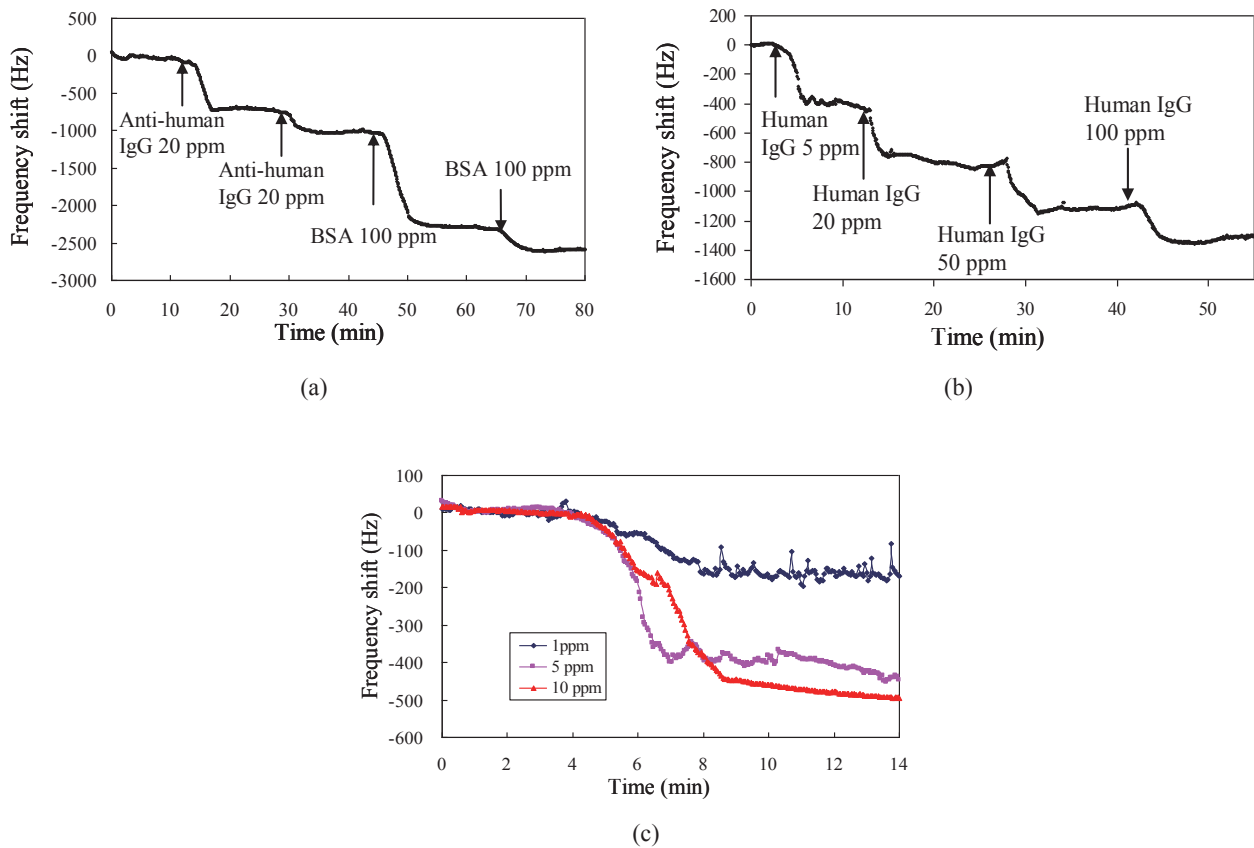 500
0
-500
-1000
-1500
-2000
-2500
-3000
Frequency shift (Hz)
Anti-human
IgG 20 ppm
Anti-human
IgG 20 ppm
BSA 100 ppm
BSA 100 ppm
0 10 20 30 40 50 60 70 80
Time (min)
(a)
200
0
-200
-400
-600
-800
-1000
-1200
-1400
-1600
Frequency shift (Hz)
Human
IgG 5 ppm
Human IgG
20 ppm
Human IgG
50 ppm
Human IgG
100 ppm
0 10 20 30 40 50
Time (min)
(b)
100
0
-100
-200
-300
-400
-500
-600
Frequency shift (Hz)
1ppm
5 ppm
10 ppm
0 2 4 6 8 10 12 14
Time (min)
(c)